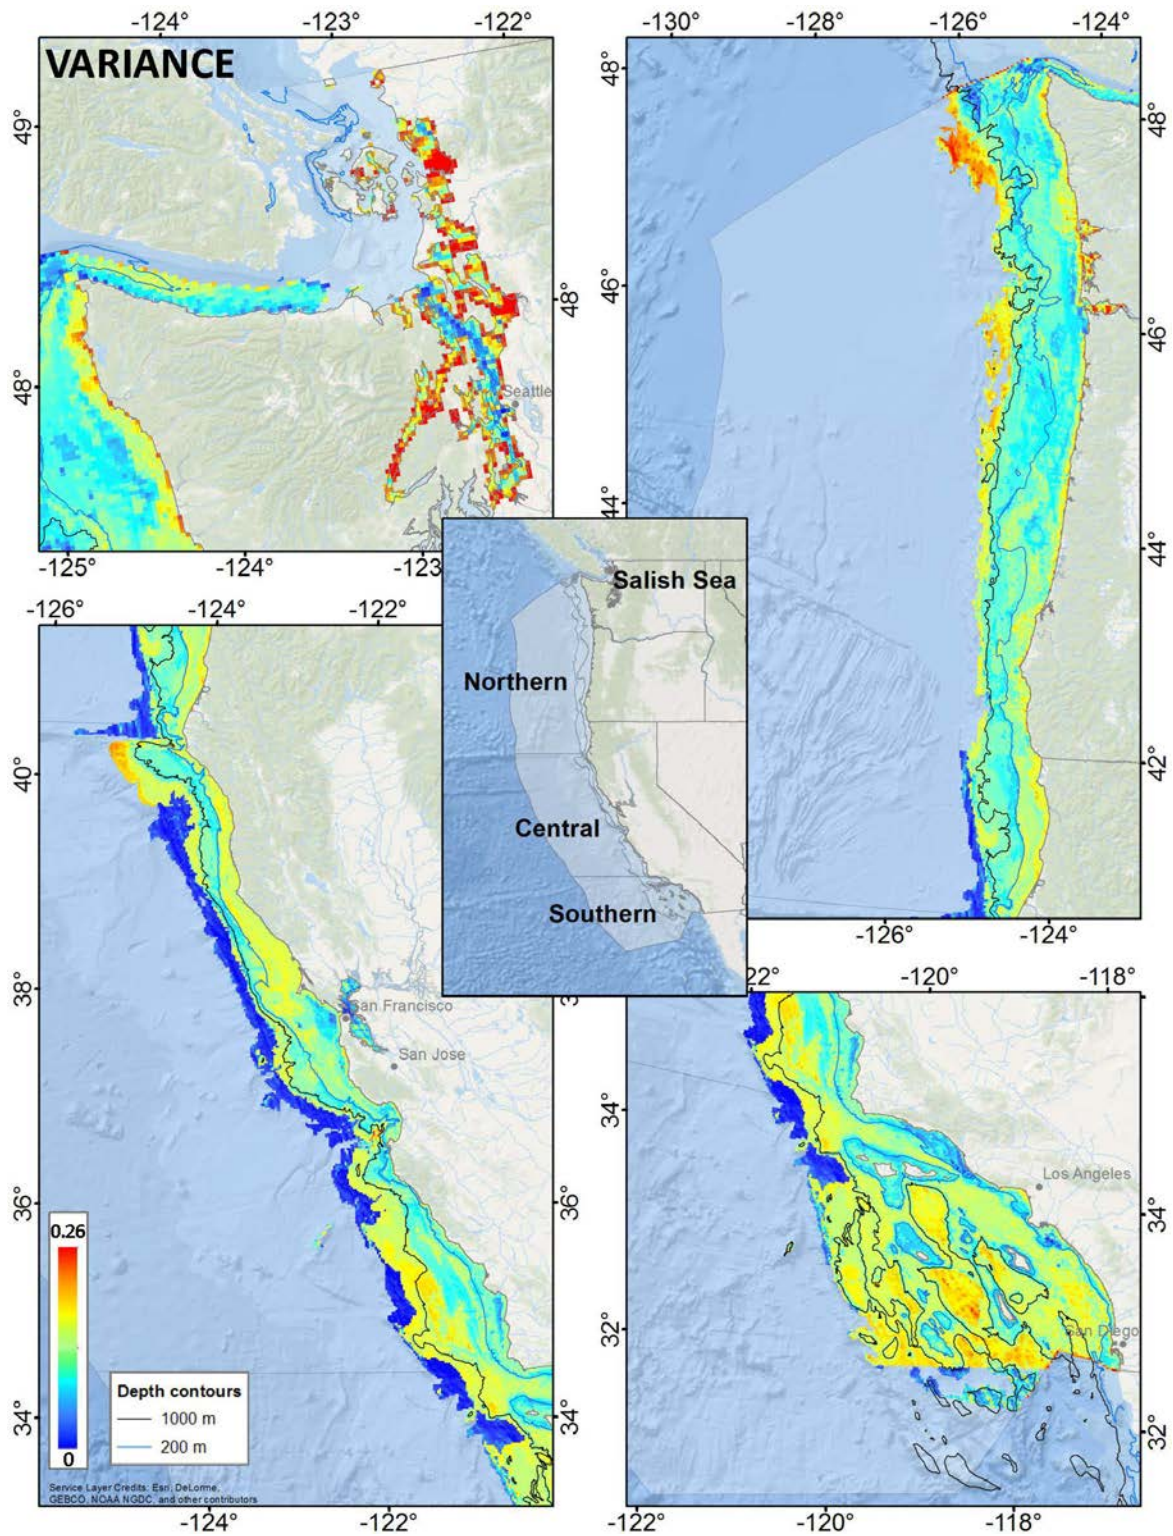 -124° -123° -122°
VARIANCE
49°
48°
48°
Seattle
-125° -124° -123°
-130° -128° -126° -124°
48°
48°
46°
46°
44°
44°
42°
-126° -124°
Salish Sea
Northern
Central
Southern
-126° -124° -122°
40°
38°
San Francisco
San Jose
36°
36°
34°
34°
0.26
0
Depth contours
1000 m
200 m
Service Layer Credits: Esri, DeLorme,
GEBCO, NOAA NGDC, and other contributors
-124° -122°
22° -120° -118°
34°
34°
Los Angeles
32°
San Diego
32°
-122° -120° -118°